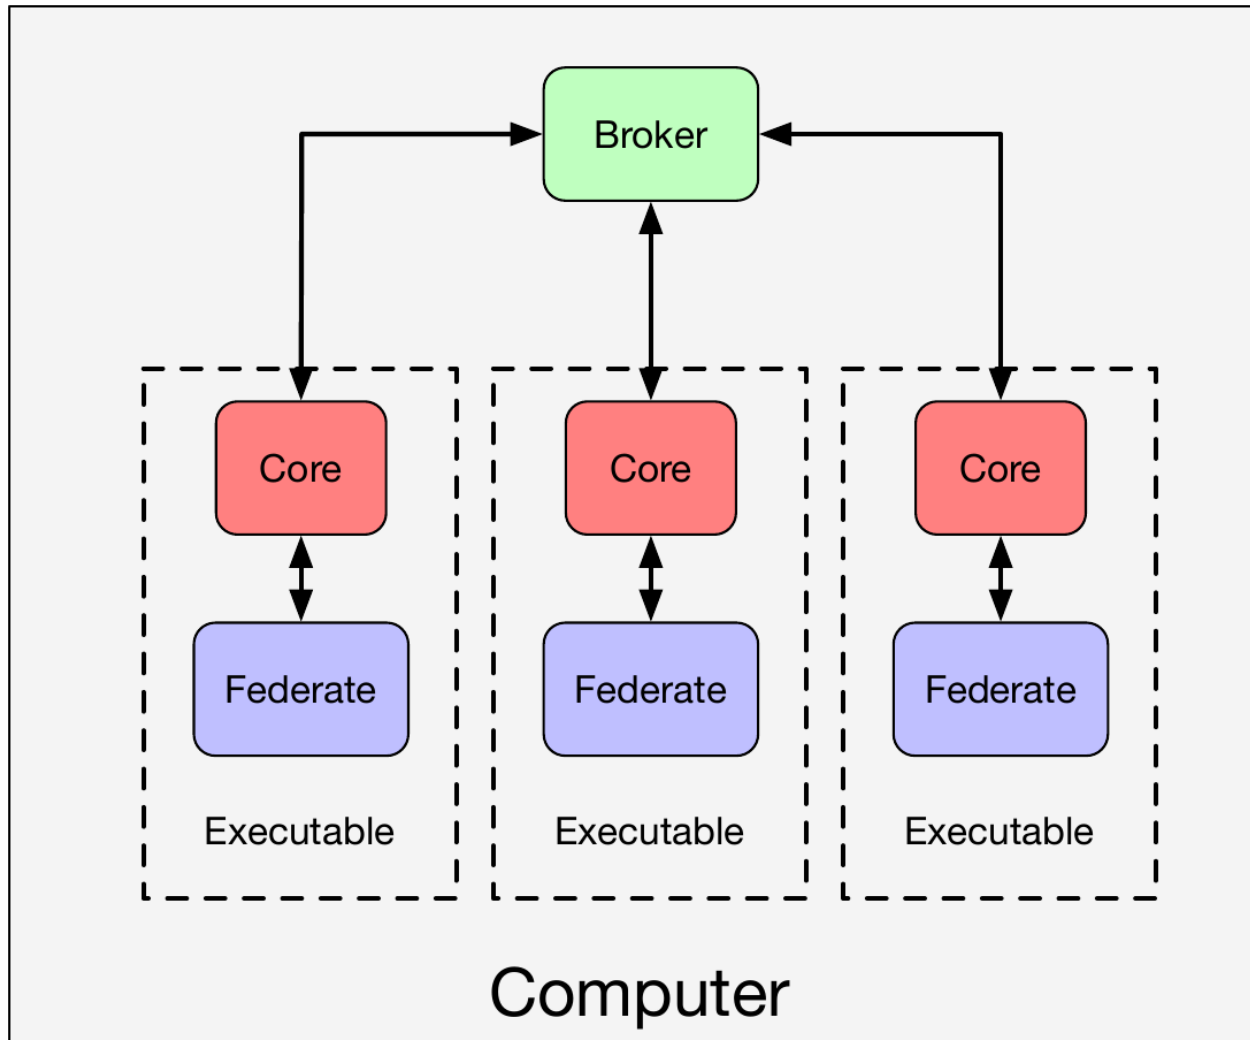 Broker
Core
Core
Core
Federate
Federate
Federate
Executable
Executable
Executable
Computer